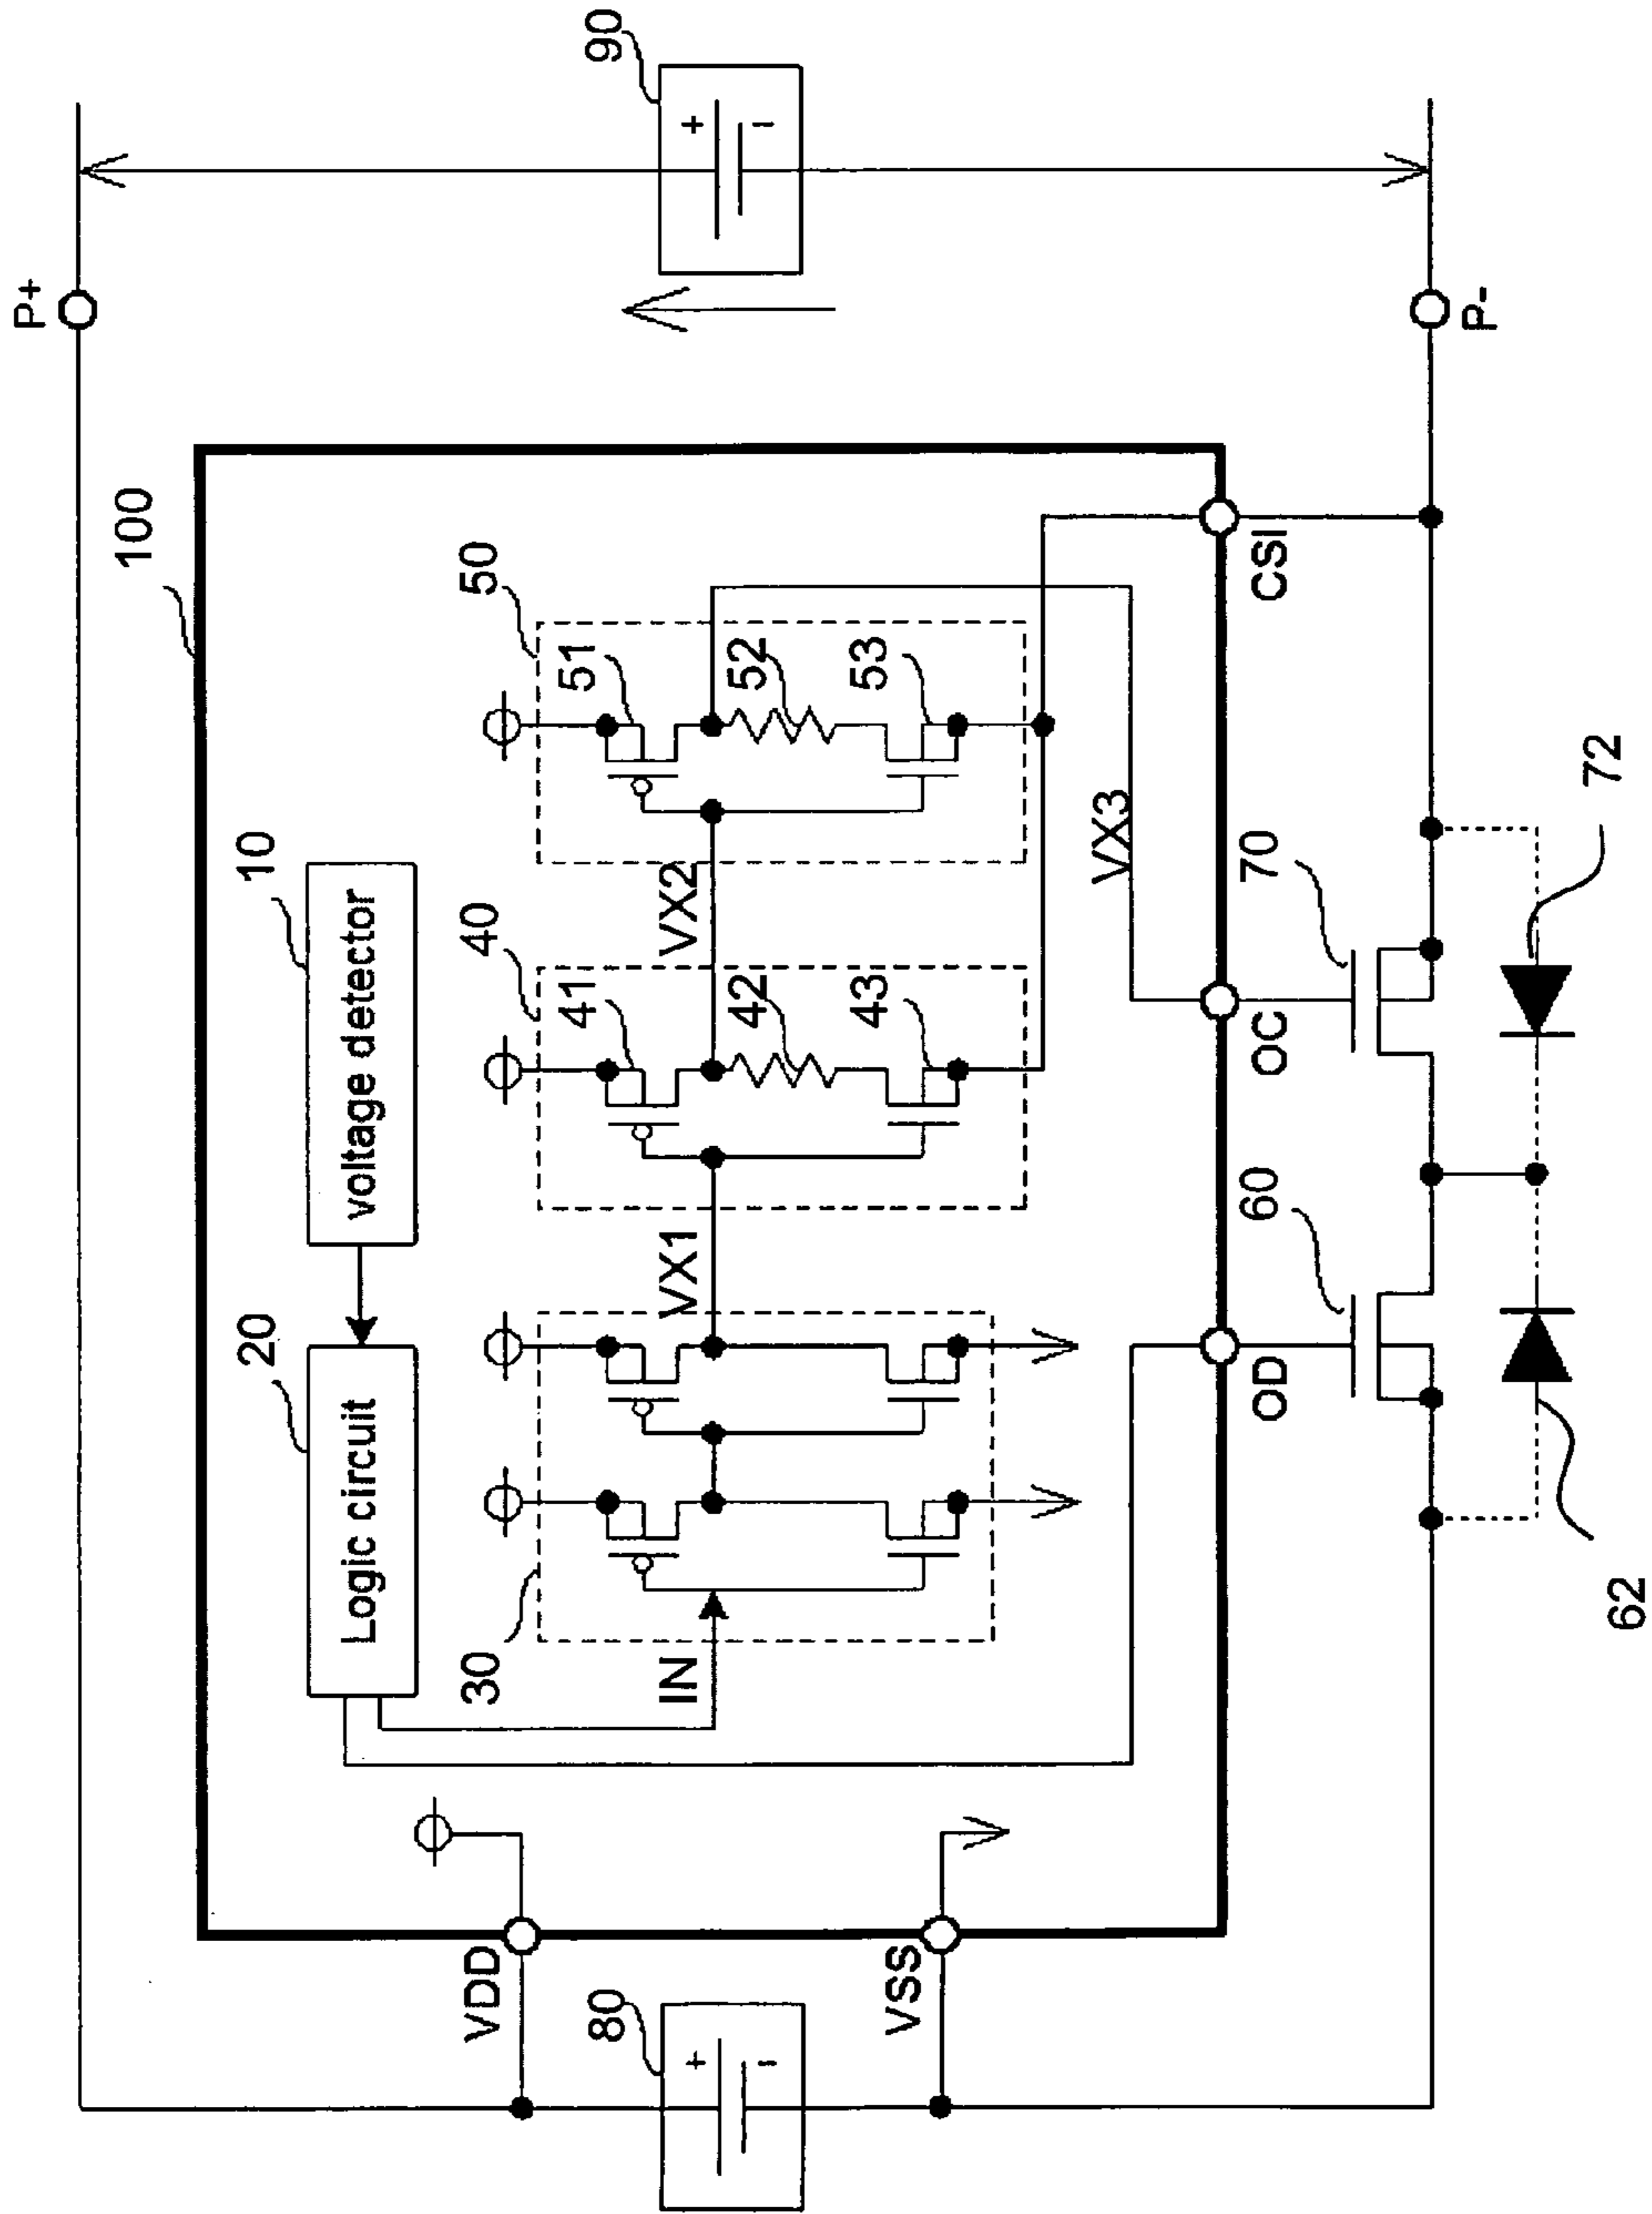 P+
90
100
10
voltage detector
20
Logic circuit
50
51
52
53
40
41
42
43
30
IN
VX1
VX2
VX3
VDD
80
+
-
VSS
+
-
OD
OC
CSI
60
70
P-
62
72